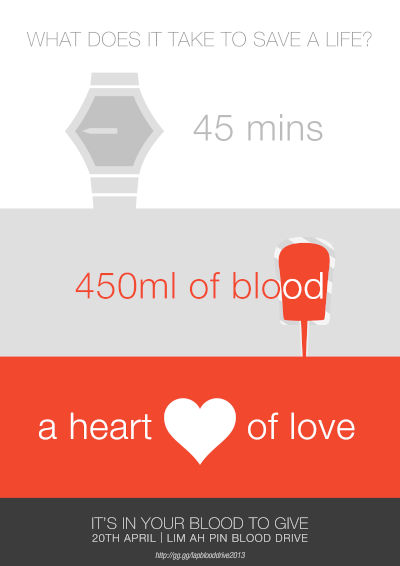 WHAT DOES IT TAKE TO SAVE A LIFE?
45 mins
450ml of blood
a heart of love
IT'S IN YOUR BLOOD TO GIVE
20TH APRIL | LIM AH PIN BLOOD DRIVE
http://gg.gg/lapblooddrive2013